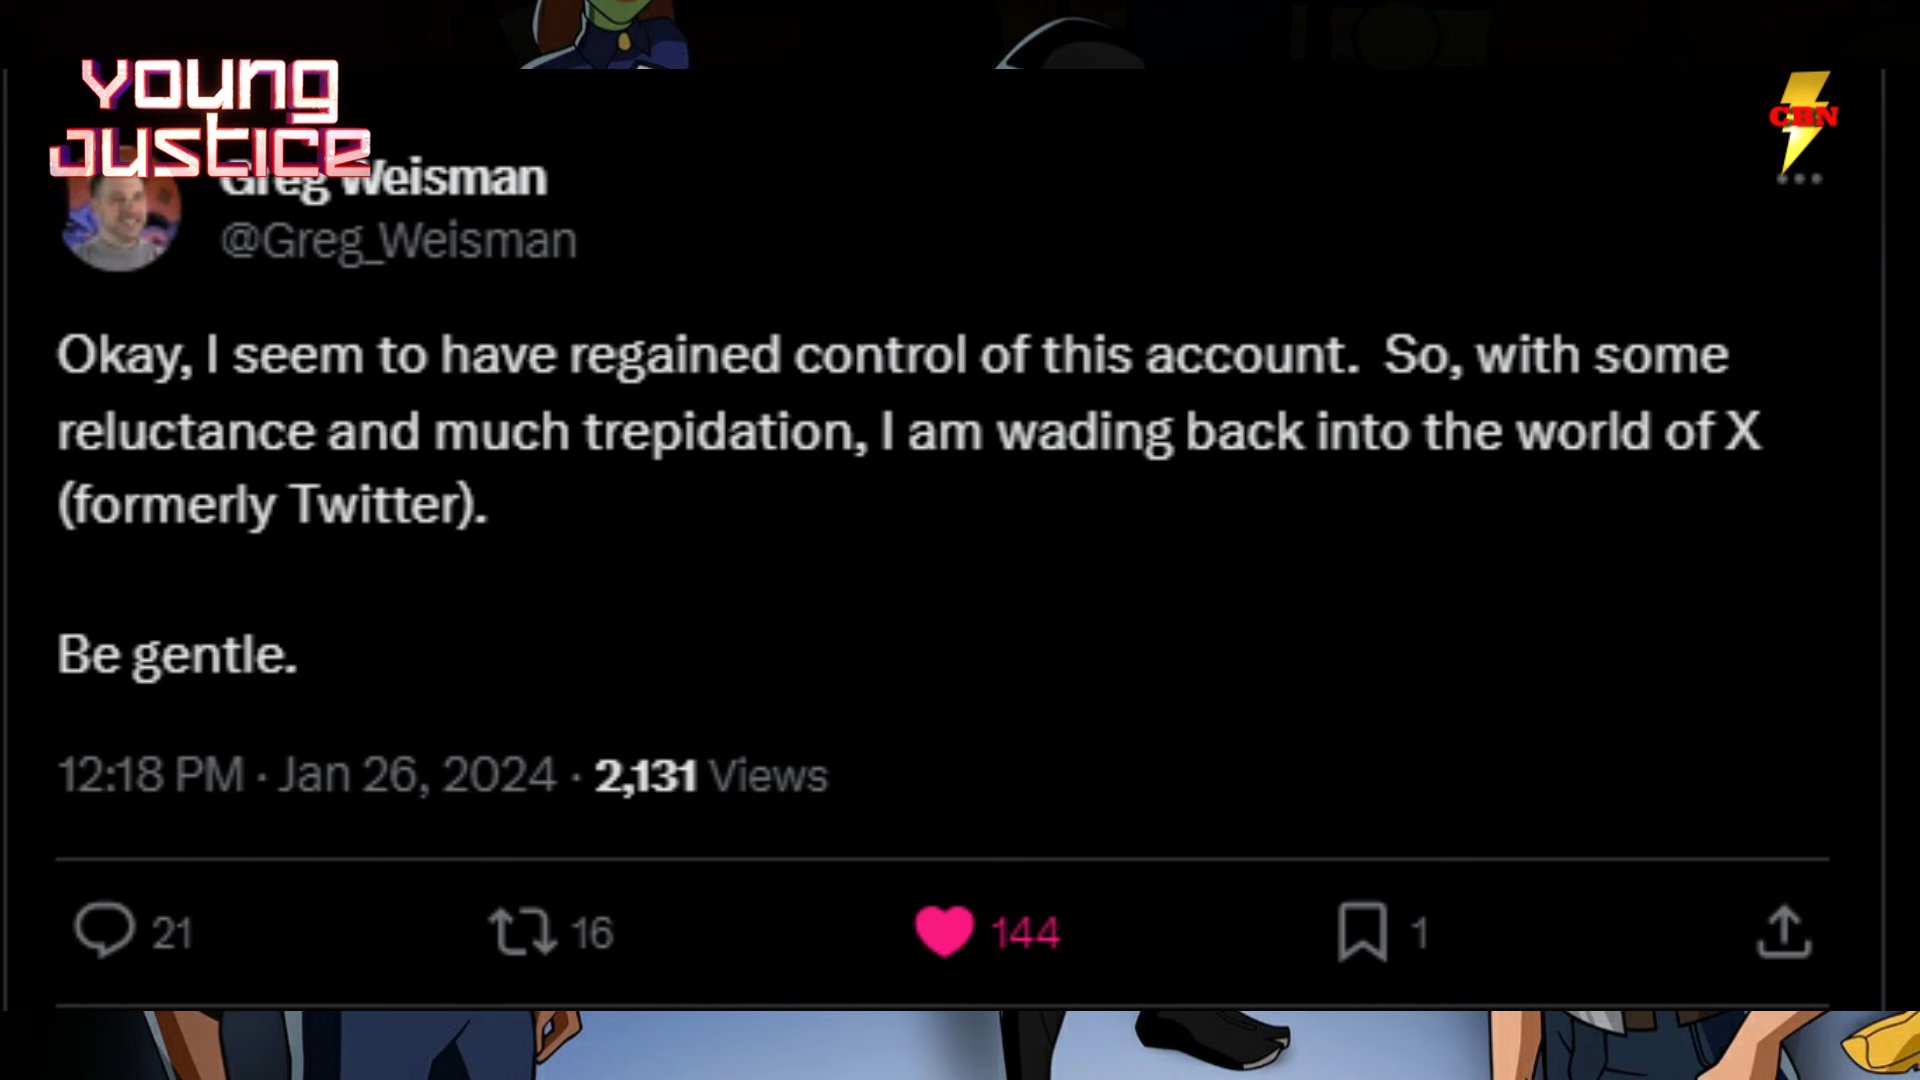 Young
Justice
CBN
Greg Weisman
@Greg_Weisman
Okay, I seem to have regained control of this account.  So, with some
reluctance and much trepidation, I am wading back into the world of X
(formerly Twitter).
Be gentle.
12:18 PM · Jan 26, 2024 · 2,131 Views
21 16 144 1